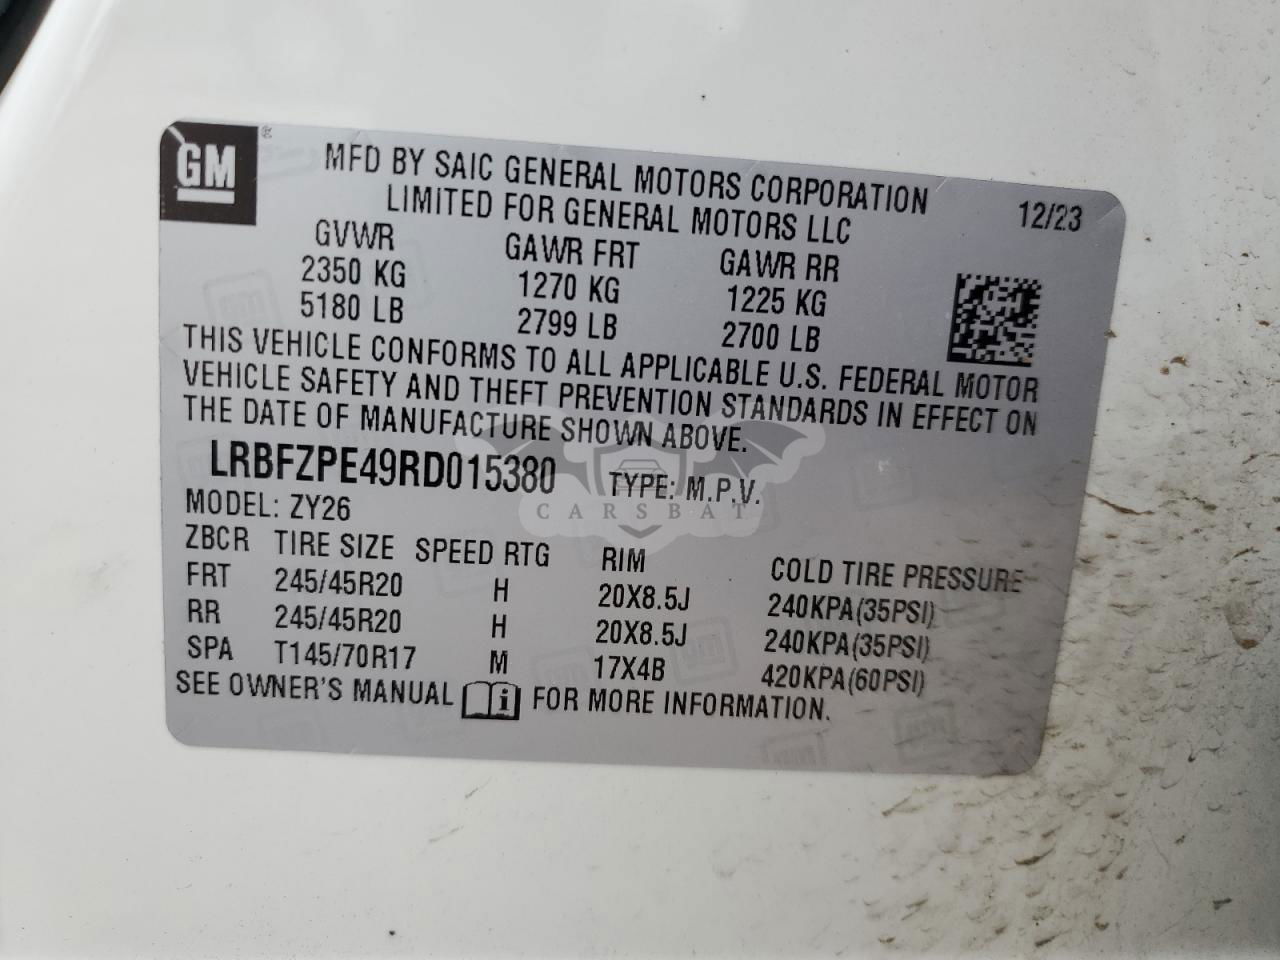 GM ®
MFD BY SAIC GENERAL MOTORS CORPORATION
LIMITED FOR GENERAL MOTORS LLC
12/23
GVWR GAWR FRT GAWR RR
2350 KG 1270 KG 1225 KG
5180 LB 2799 LB 2700 LB
THIS VEHICLE CONFORMS TO ALL APPLICABLE U.S. FEDERAL MOTOR
VEHICLE SAFETY AND THEFT PREVENTION STANDARDS IN EFFECT ON
THE DATE OF MANUFACTURE SHOWN ABOVE.
LRBFZPE49RD015380 TYPE: M.P.V.
CARSBAT
MODEL: ZY26
ZBCR TIRE SIZE SPEED RTG RIM COLD TIRE PRESSURE
FRT 245/45R20 H 20X8.5J 240KPA(35PSI)
RR 245/45R20 H 20X8.5J 240KPA(35PSI)
SPA T145/70R17 M 17X4B 420KPA(60PSI)
SEE OWNER'S MANUAL i FOR MORE INFORMATION.